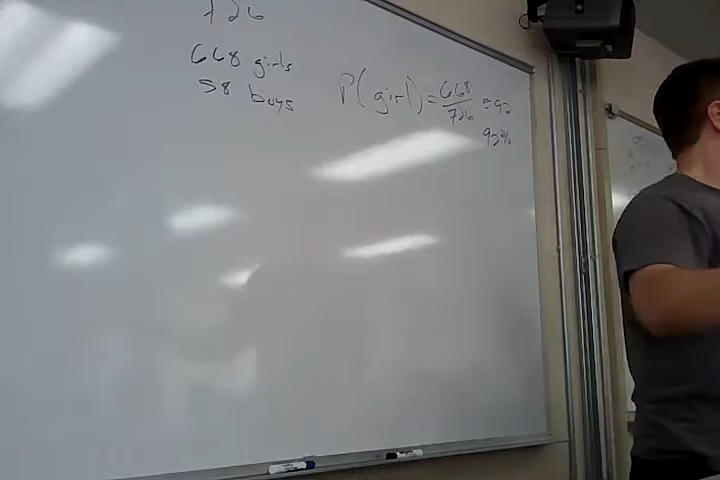 726
668 girls
58 boys
P(girl) = 668/726 ≈ 92
92%